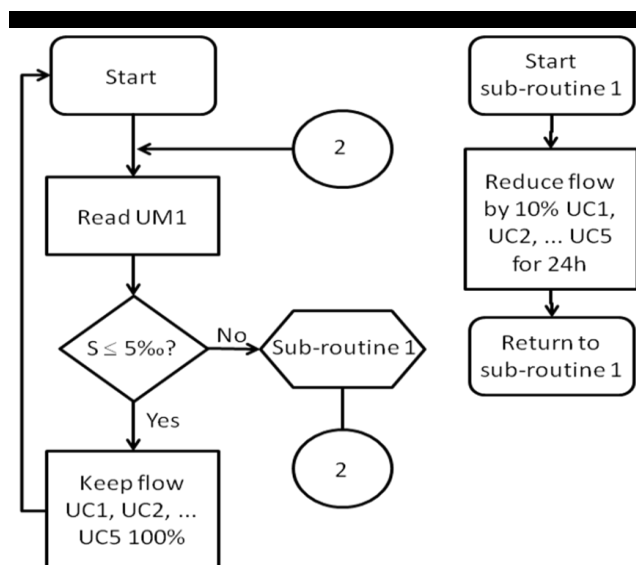 Start
2
Read UM1
S ≤ 5‰?
No
Sub-routine 1
Yes
2
Keep flow
UC1, UC2, ...
UC5 100%
Start
sub-routine 1
Reduce flow
by 10% UC1,
UC2, ... UC5
for 24h
Return to
sub-routine 1